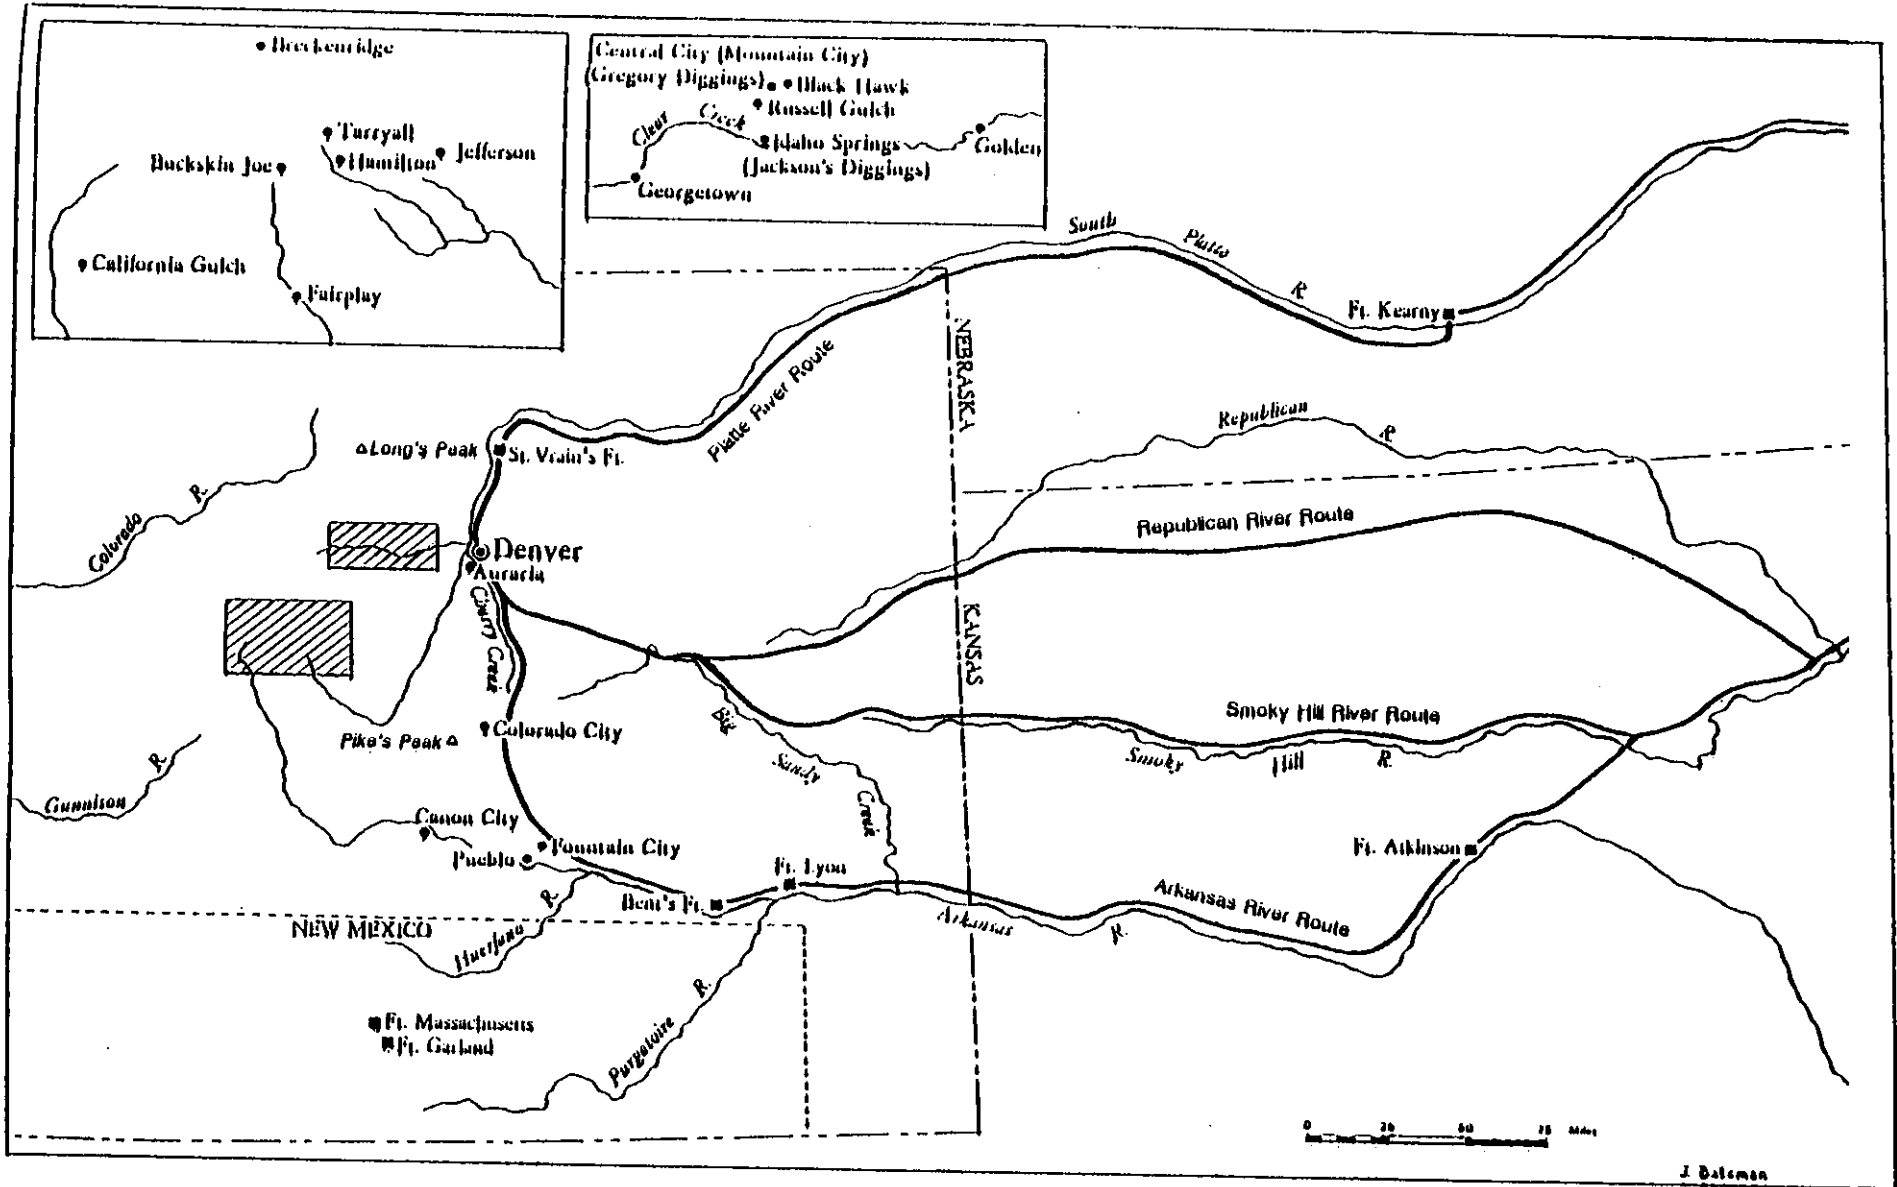 Breckenridge
Tarryall
Hamilton
Jefferson
Buckskin Joe
California Gulch
Fairplay
Central City (Mountain City)
(Gregory Diggings)
Black Hawk
Russell Gulch
Clear Creek
Idaho Springs
(Jackson's Diggings)
Golden
Georgetown
South Platte R.
Ft. Kearny
Platte River Route
NEBRASKA
Republican R.
Long's Peak
St. Vrain's Ft.
Colorado R.
Republican River Route
Denver
Auraria
Cherry Creek
KANSAS
Smoky Hill River Route
Smoky Hill R.
Big Sandy Creek
Pike's Peak
Colorado City
Gunnison R.
Canon City
Pueblo
Fountain City
Ft. Lyon
Bent's Ft.
Ft. Atkinson
Arkansas River Route
Arkansas R.
NEW MEXICO
Huerfano R.
Ft. Massachusetts
Ft. Garland
Purgatoire R.
0 50 75 Miles
J. Bateman